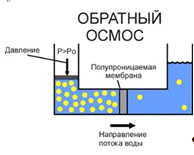 ОБРАТНЫЙ
ОСМОС
Давление
P>Po
Полупроницаемая
мембрана
Направление
потока воды